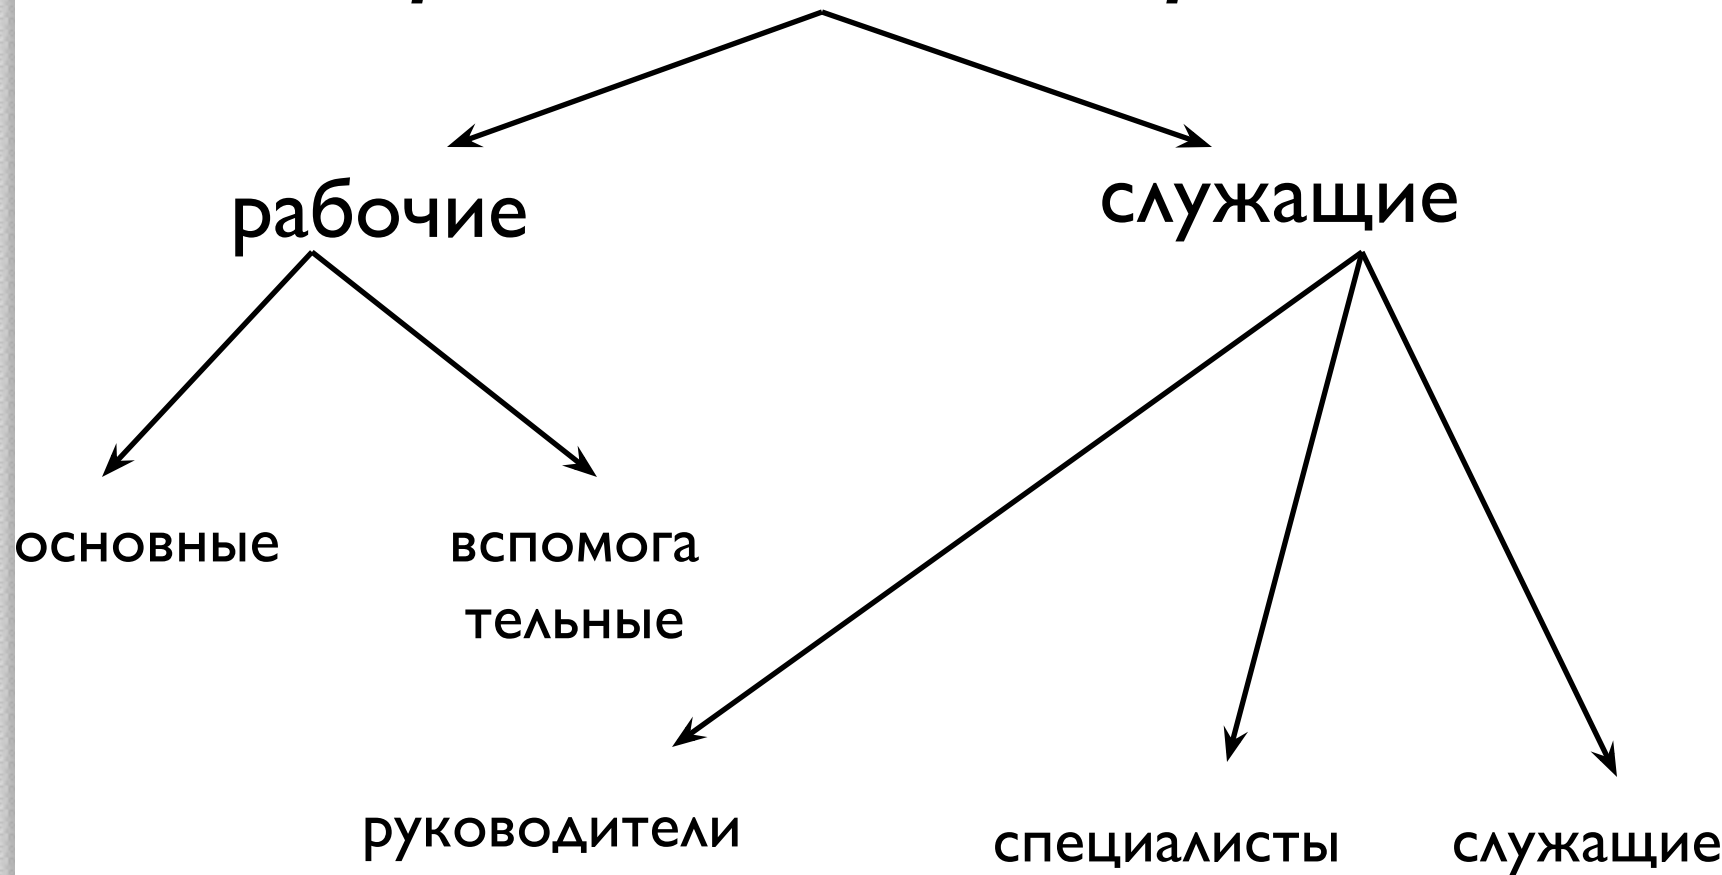 рабочие
служащие
основные
вспомога
тельные
руководители
специалисты
служащие